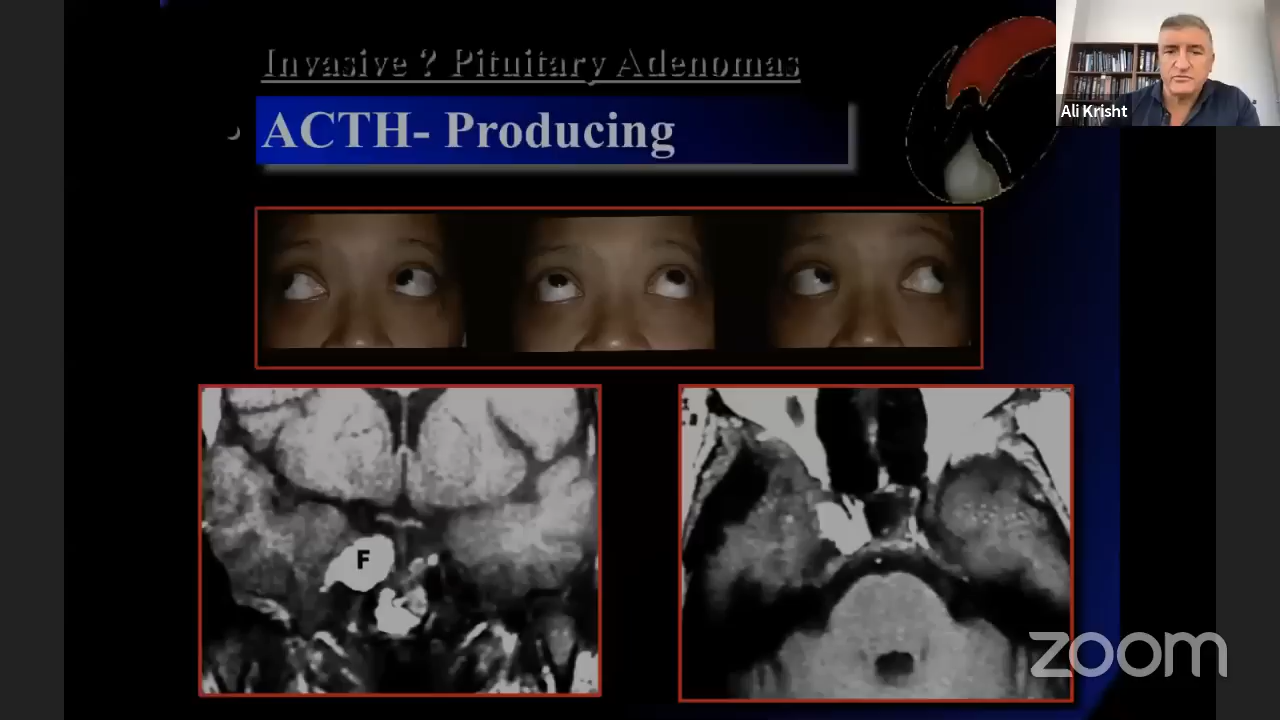 Invasive ? Pituitary Adenomas
ACTH- Producing
Ali Krisht
F
zoom